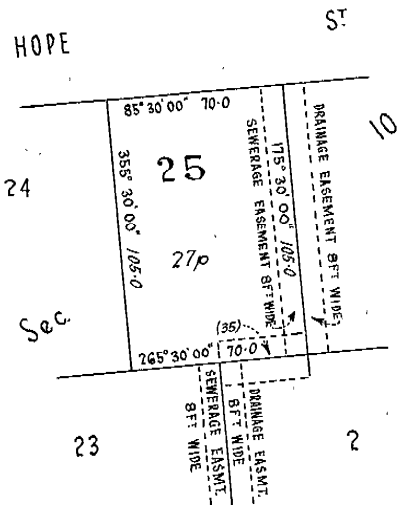 HOPE
ST
85° 30' 00" 70·0
24
25
355° 30' 00" 105·0
27p
SEWERAGE EASEMENT 8FT WIDE
175° 30' 00" 105·0
DRAINAGE EASEMENT 8FT WIDE
10
Sec.
(35)
265° 30' 00" 70·0
23
SEWERAGE EASMT.
8FT WIDE
8FT WIDE
DRAINAGE EASMT.
2